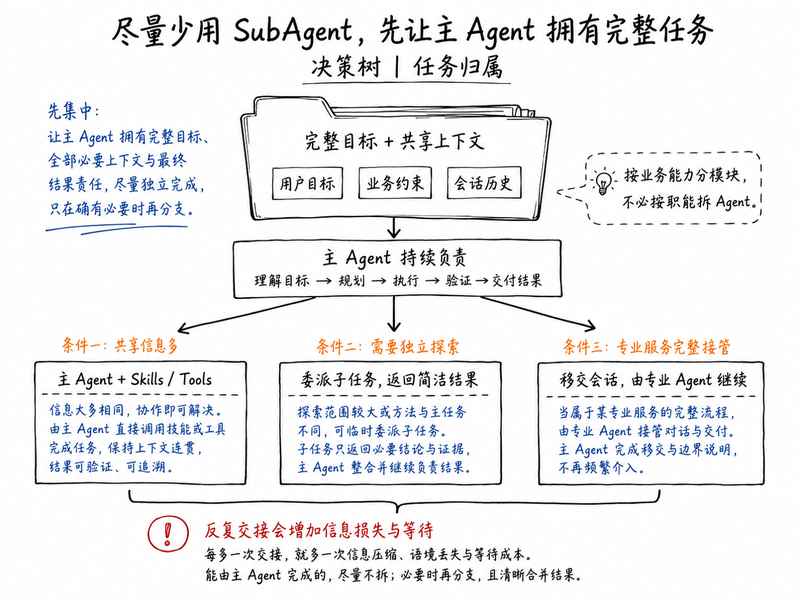 尽量少用 SubAgent，先让主 Agent 拥有完整任务
决策树 | 任务归属
先集中：
让主 Agent 拥有完整目标、
全部必要上下文与最终
结果责任，尽量独立完成，
只在确有必要时再分支。
完整目标 + 共享上下文
用户目标
业务约束
会话历史
按业务能力分模块，
不必按职能拆 Agent。
主 Agent 持续负责
理解目标 → 规划 → 执行 → 验证 → 交付结果
条件一：共享信息多
主 Agent + Skills / Tools
信息大多相同，协作即可解决。
由主 Agent 直接调用技能或工具
完成任务，保持上下文连贯，
结果可验证、可追溯。
条件二：需要独立探索
委派子任务，返回简洁结果
探索范围较大或方法与主任务
不同，可临时委派子任务。
子任务只返回必要结论与证据，
主 Agent 整合并继续负责结果。
条件三：专业服务完整接管
移交会话，由专业 Agent 继续
当属于某专业服务的完整流程，
由专业 Agent 接管对话与交付。
主 Agent 完成移交与边界说明，
不再频繁介入。
!
反复交接会增加信息损失与等待
每多一次交接，就多一次信息压缩、语境丢失与等待成本。
能由主 Agent 完成的，尽量不拆；必要时再分支，且清晰合并结果。